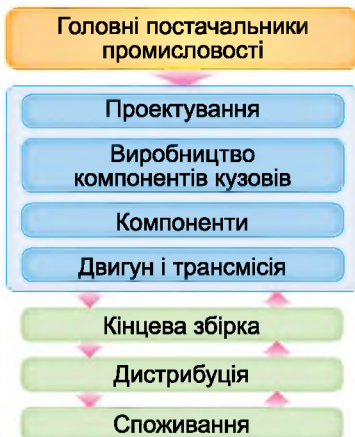 Головні постачальники
промисловості
Проектування
Виробництво
компонентів кузовів
Компоненти
Двигун і трансмісія
Кінцева збірка
Дистрибуція
Споживання